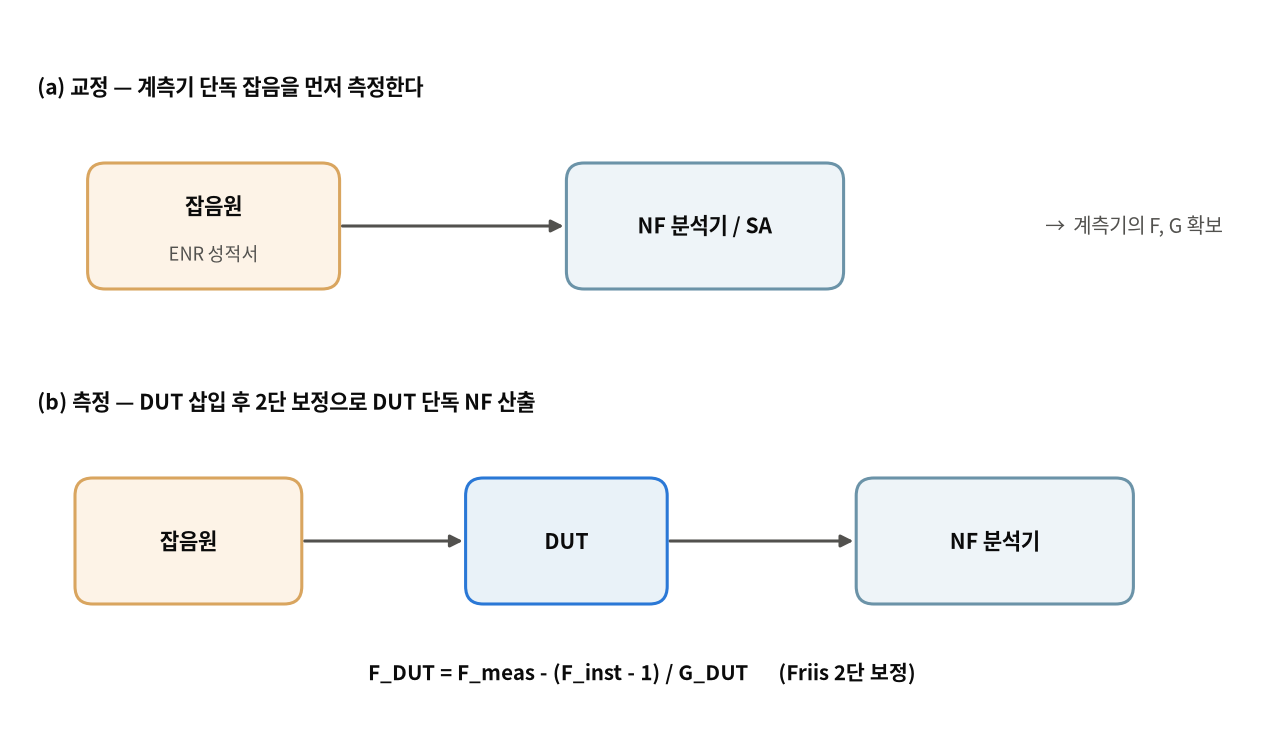 (a) 교정 — 계측기 단독 잡음을 먼저 측정한다
잡음원
ENR 성적서
NF 분석기 / SA
→ 계측기의 F, G 확보
(b) 측정 — DUT 삽입 후 2단 보정으로 DUT 단독 NF 산출
잡음원
DUT
NF 분석기
F_DUT = F_meas - (F_inst - 1) / G_DUT (Friis 2단 보정)